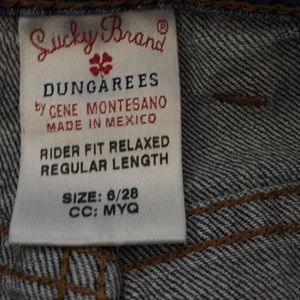 Lucky Brand®
DUNGAREES
by GENE MONTESANO
MADE IN MEXICO
RIDER FIT RELAXED
REGULAR LENGTH
SIZE: 6/28
CC: MYQ